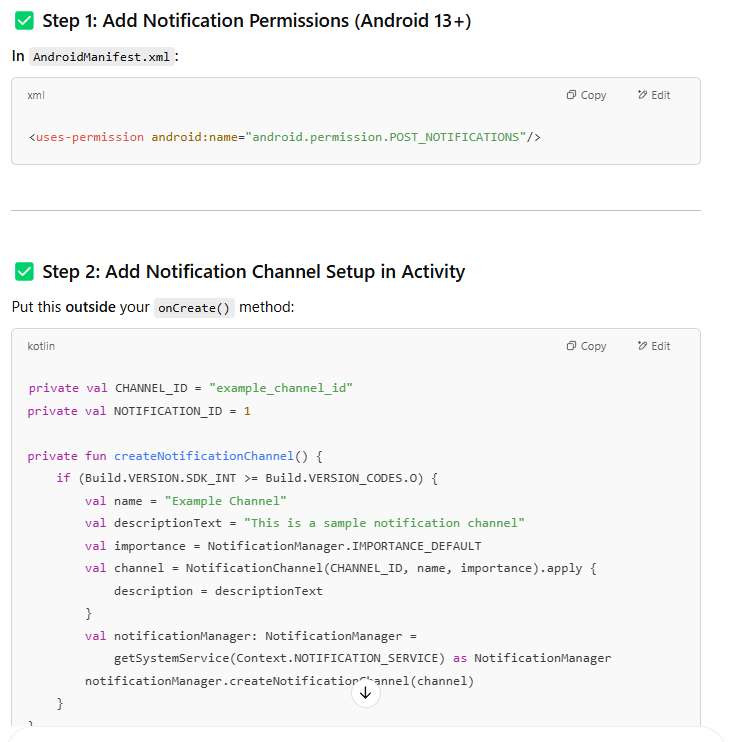 ✅ Step 1: Add Notification Permissions (Android 13+)
In AndroidManifest.xml:
xml Copy Edit
<uses-permission android:name="android.permission.POST_NOTIFICATIONS"/>
✅ Step 2: Add Notification Channel Setup in Activity
Put this outside your onCreate() method:
kotlin Copy Edit
private val CHANNEL_ID = "example_channel_id"
private val NOTIFICATION_ID = 1
private fun createNotificationChannel() {
    if (Build.VERSION.SDK_INT >= Build.VERSION_CODES.O) {
        val name = "Example Channel"
        val descriptionText = "This is a sample notification channel"
        val importance = NotificationManager.IMPORTANCE_DEFAULT
        val channel = NotificationChannel(CHANNEL_ID, name, importance).apply {
            description = descriptionText
        }
        val notificationManager: NotificationManager =
            getSystemService(Context.NOTIFICATION_SERVICE) as NotificationManager
        notificationManager.createNotificationChannel(channel)
    }
}